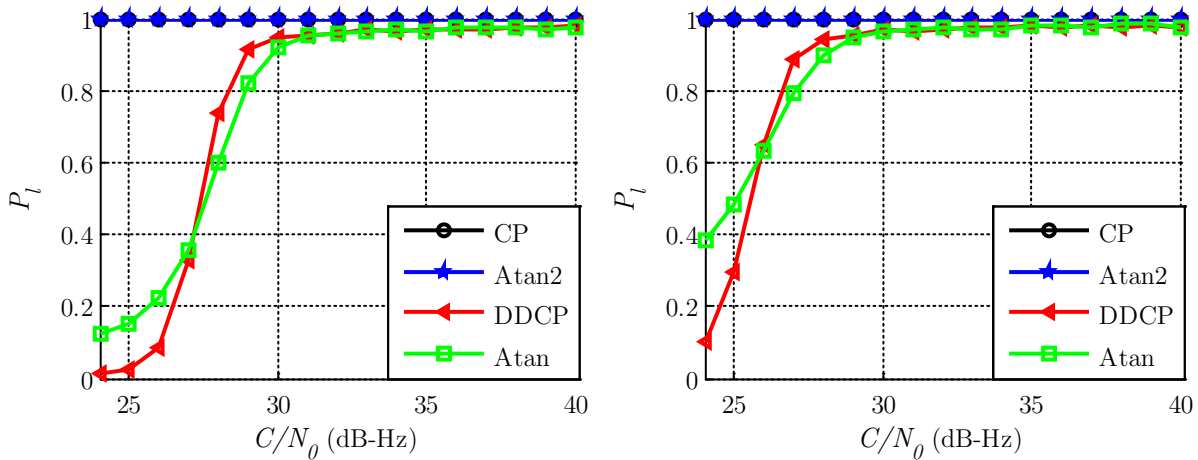 1
0.8
0.6
0.4
0.2
0
P_l
25
30
35
40
C/N_0 (dB-Hz)
CP
Atan2
DDCP
Atan
1
0.8
0.6
0.4
0.2
0
P_l
25
30
35
40
C/N_0 (dB-Hz)
CP
Atan2
DDCP
Atan